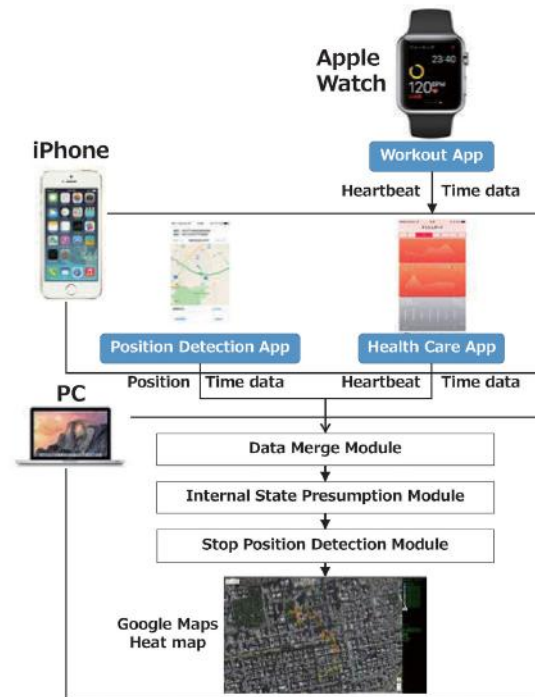 Apple
Watch
23:40
120BPM
Workout App
iPhone
Heartbeat Time data
Position Detection App
Health Care App
Position Time data
Heartbeat Time data
PC
Data Merge Module
Internal State Presumption Module
Stop Position Detection Module
Google Maps
Heat map